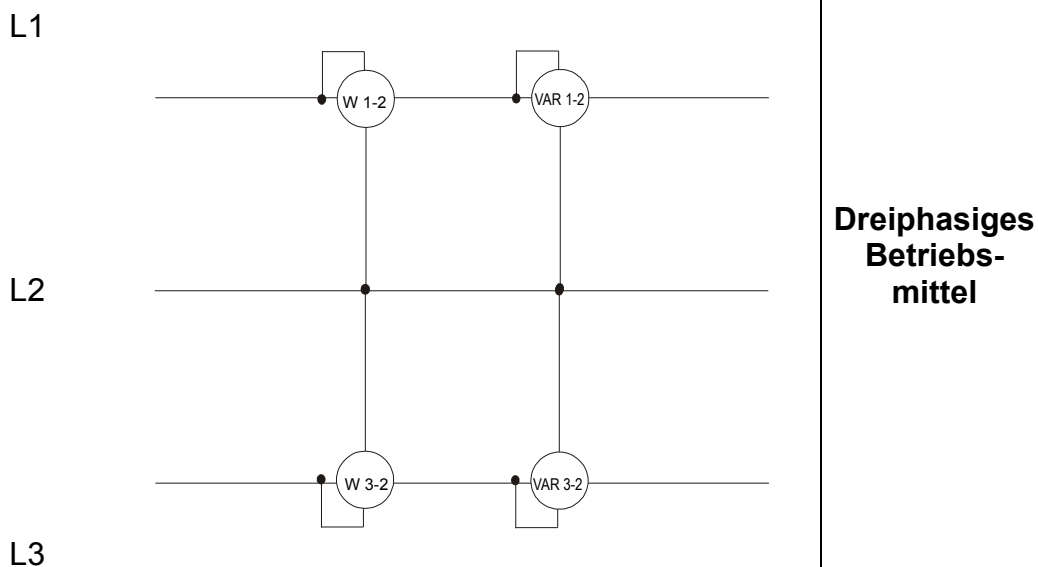 L1
W 1-2
VAR 1-2
Dreiphasiges
Betriebs-
mittel
L2
W 3-2
VAR 3-2
L3